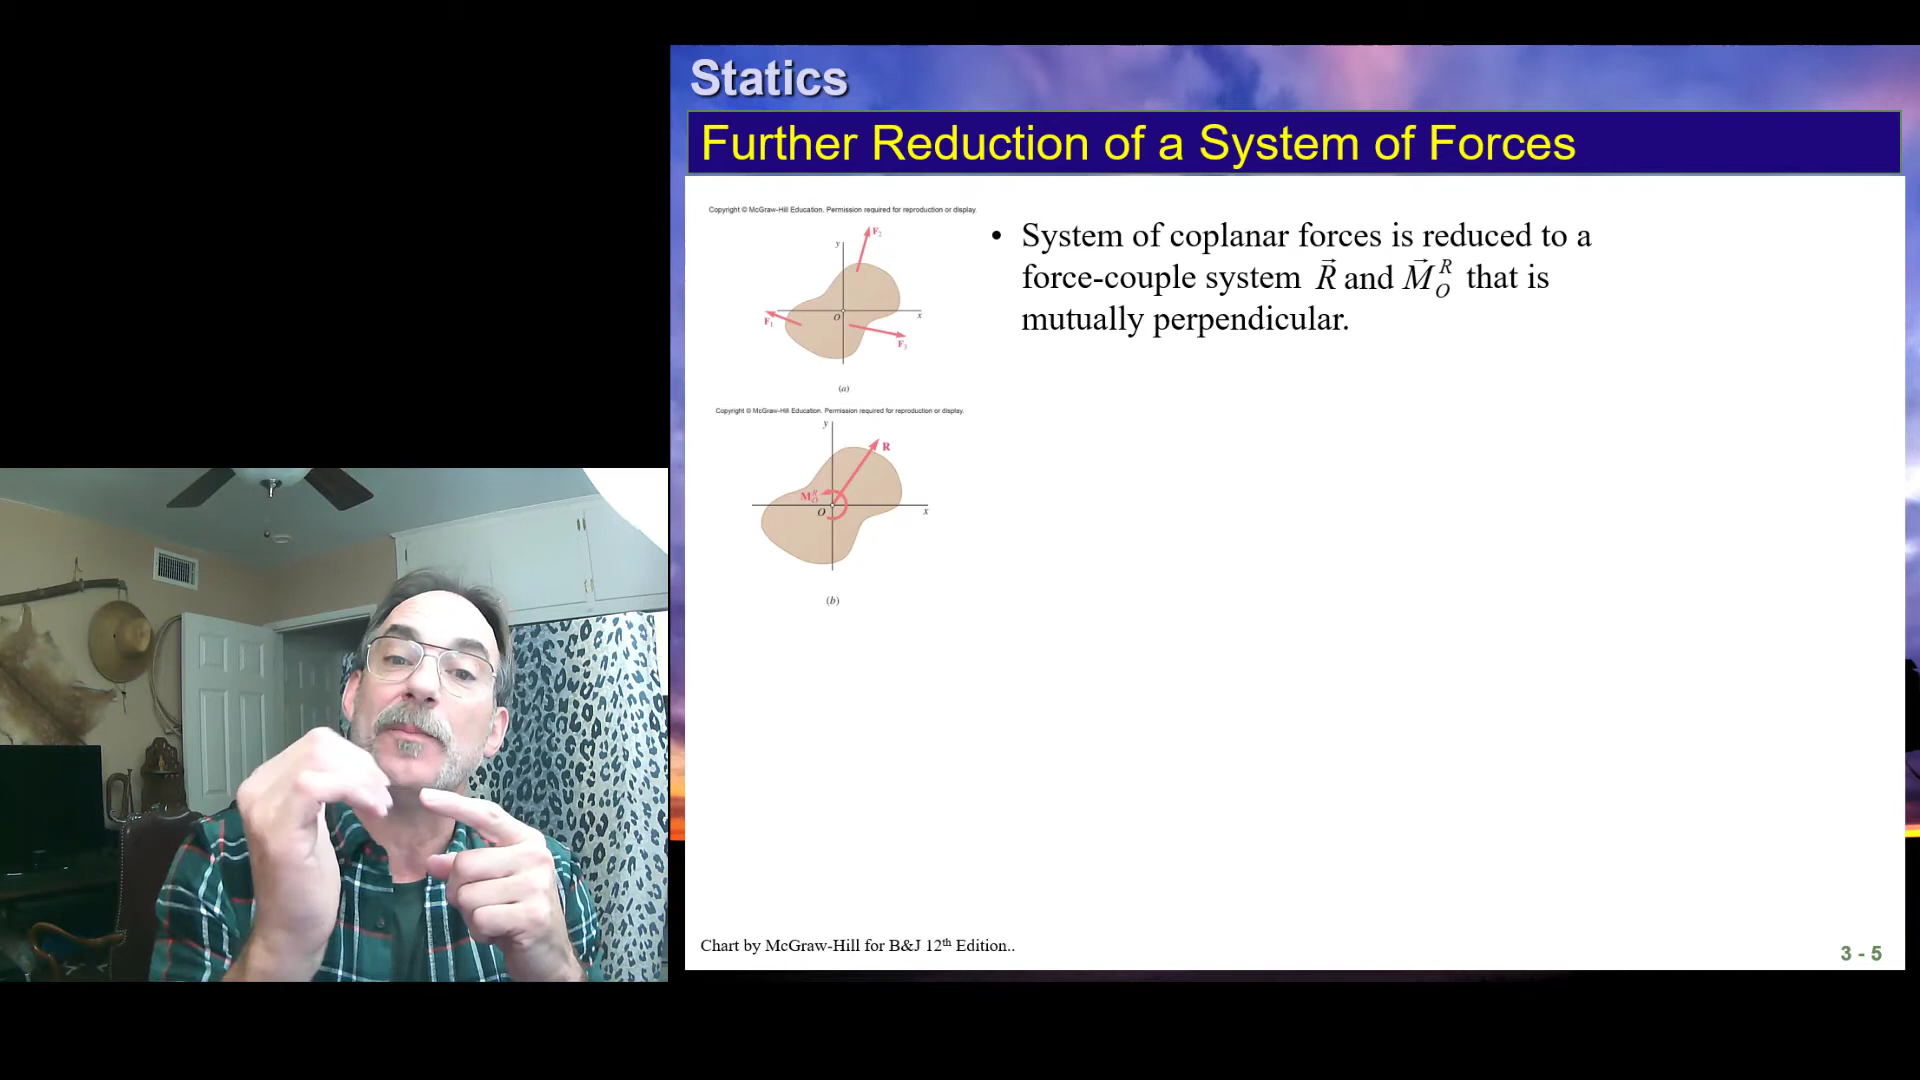 Statics
Further Reduction of a System of Forces
Copyright © McGraw-Hill Education. Permission required for reproduction or display.
y
F₂
F₁
O
x
F₃
(a)
Copyright © McGraw-Hill Education. Permission required for reproduction or display.
y
R
M_O^R
O
x
(b)
• System of coplanar forces is reduced to a
force-couple system R⃗ and M⃗_O^R that is
mutually perpendicular.
Chart by McGraw-Hill for B&J 12th Edition..
3 - 5